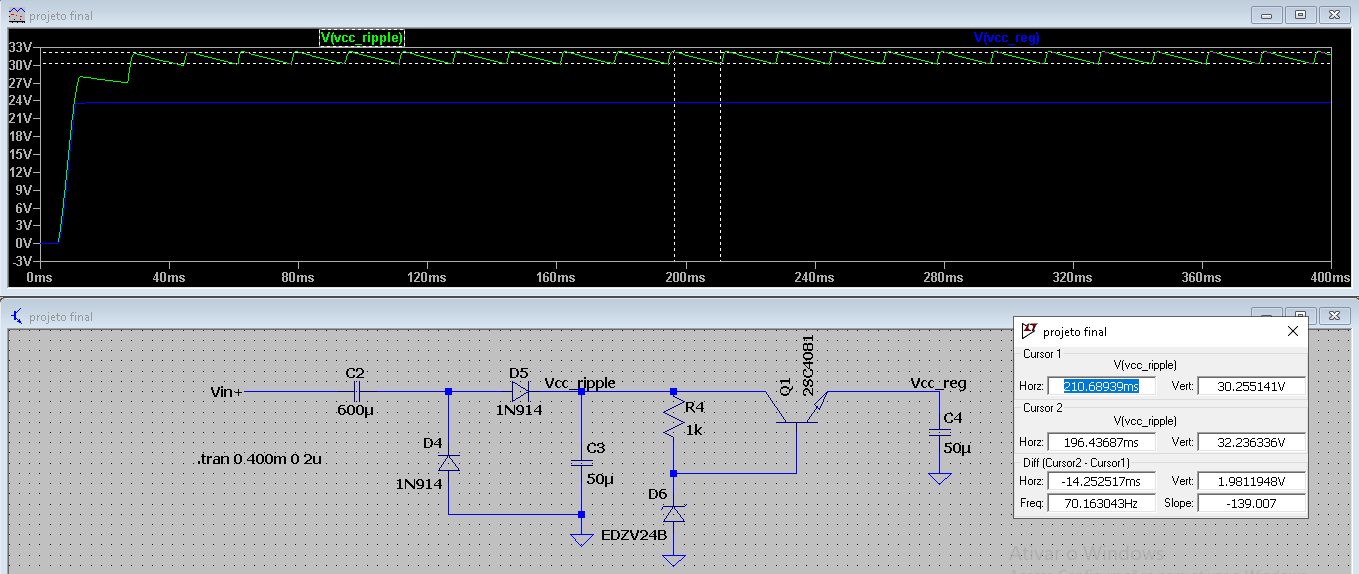 projeto final
V(vcc_ripple)
V(vcc_reg)
33V
30V
27V
24V
21V
18V
15V
12V
9V
6V
3V
0V
-3V
0ms
40ms
80ms
120ms
160ms
200ms
240ms
280ms
320ms
360ms
400ms
projeto final
Vin+
C2
600µ
D5
1N914
Vcc_ripple
D4
1N914
C3
50µ
R4
1k
D6
EDZV24B
Q1
2SC4081
Vcc_reg
C4
50µ
.tran 0 400m 0 2u
projeto final
Cursor 1
V(vcc_ripple)
Horz: 210.68939ms Vert: 30.255141V
Cursor 2
V(vcc_ripple)
Horz: 196.43687ms Vert: 32.236336V
Diff (Cursor2 - Cursor1)
Horz: -14.252517ms Vert: 1.9811948V
Freq: 70.163043Hz Slope: -139.007
Ativar o Windows